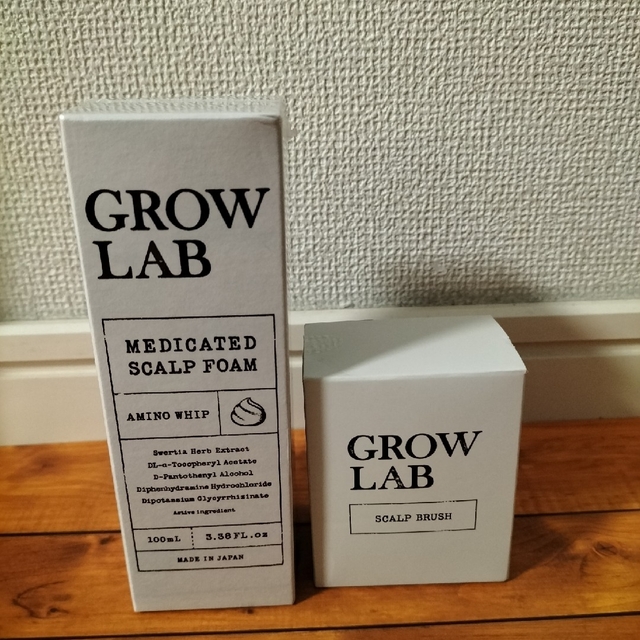 GROW
LAB
MEDICATED
SCALP FOAM
AMINO WHIP
Swertia Herb Extract
DL-α-Tocopheryl Acetate
D-Pantothenyl Alcohol
Diphenhydramine Hydrochloride
Dipotassium Glycyrrhizinate
Active ingredient
100mL
3.38FL.oz
MADE IN JAPAN
GROW
LAB
SCALP BRUSH